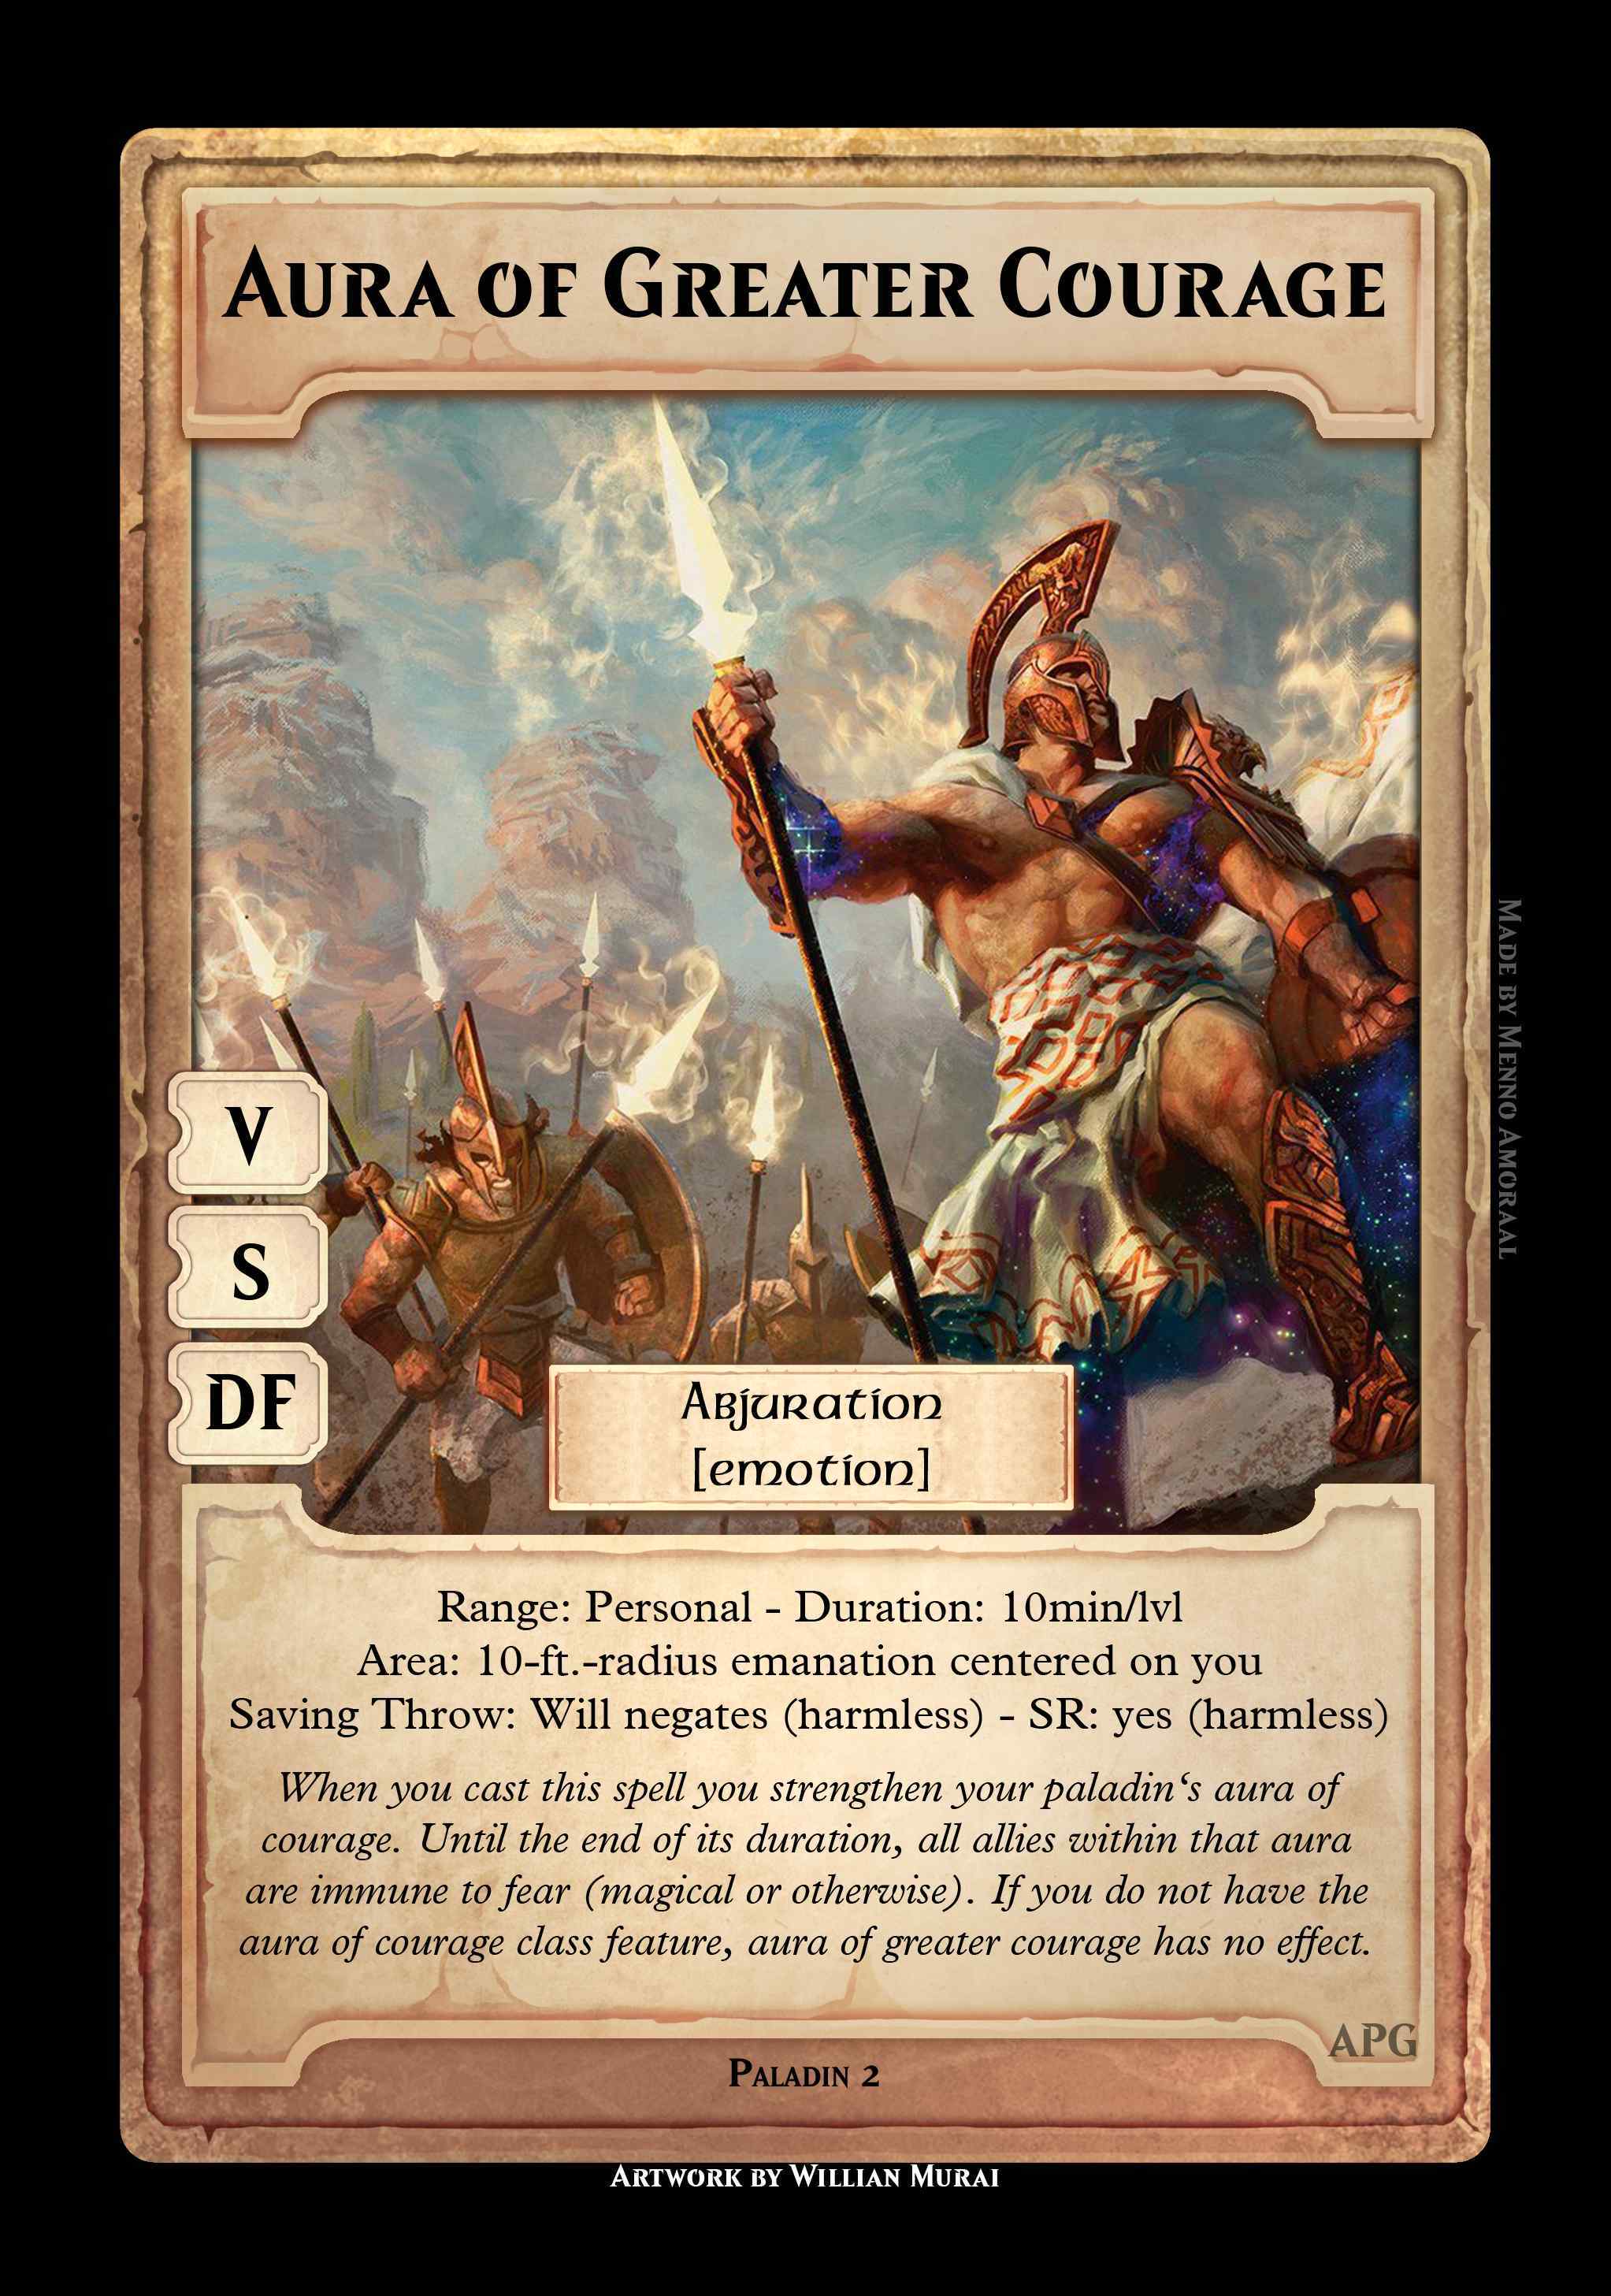 Aura of Greater Courage
V
S
DF
Abjuration
[emotion]
Range: Personal - Duration: 10min/lvl
Area: 10-ft.-radius emanation centered on you
Saving Throw: Will negates (harmless) - SR: yes (harmless)
When you cast this spell you strengthen your paladin‘s aura of
courage. Until the end of its duration, all allies within that aura
are immune to fear (magical or otherwise). If you do not have the
aura of courage class feature, aura of greater courage has no effect.
APG
Paladin 2
Artwork by Willian Murai
Made by Menno Amoraal